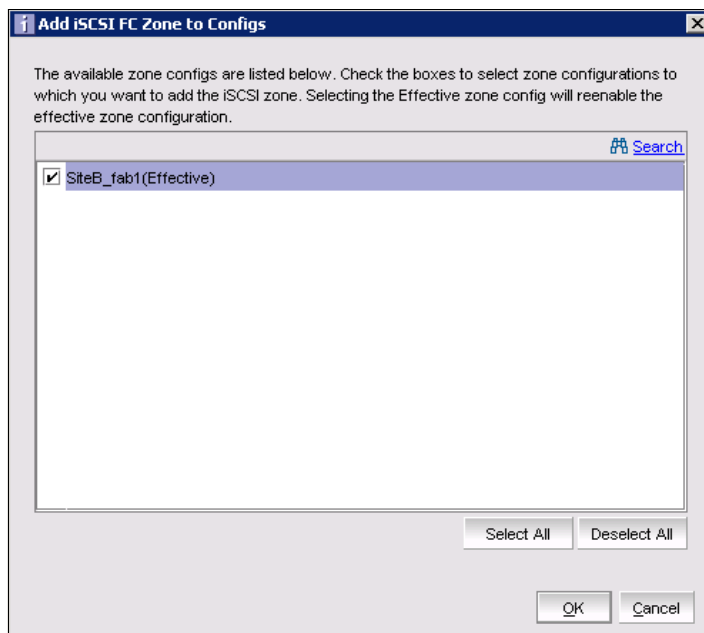 Add iSCSI FC Zone to Configs
The available zone configs are listed below. Check the boxes to select zone configurations to
which you want to add the iSCSI zone. Selecting the Effective zone config will reenable the
effective zone configuration.
Search
SiteB_fab1(Effective)
Select All Deselect All
OK Cancel